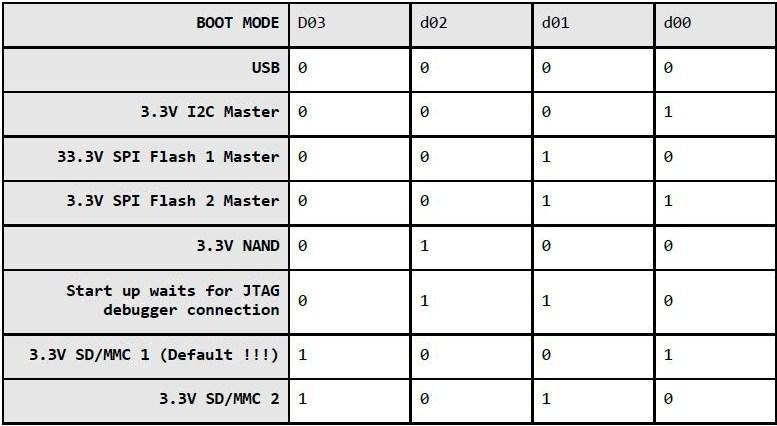 BOOT MODE D03 d02 d01 d00
USB 0 0 0 0
3.3V I2C Master 0 0 0 1
33.3V SPI Flash 1 Master 0 0 1 0
3.3V SPI Flash 2 Master 0 0 1 1
3.3V NAND 0 1 0 0
Start up waits for JTAG
debugger connection 0 1 1 0
3.3V SD/MMC 1 (Default !!!) 1 0 0 1
3.3V SD/MMC 2 1 0 1 0